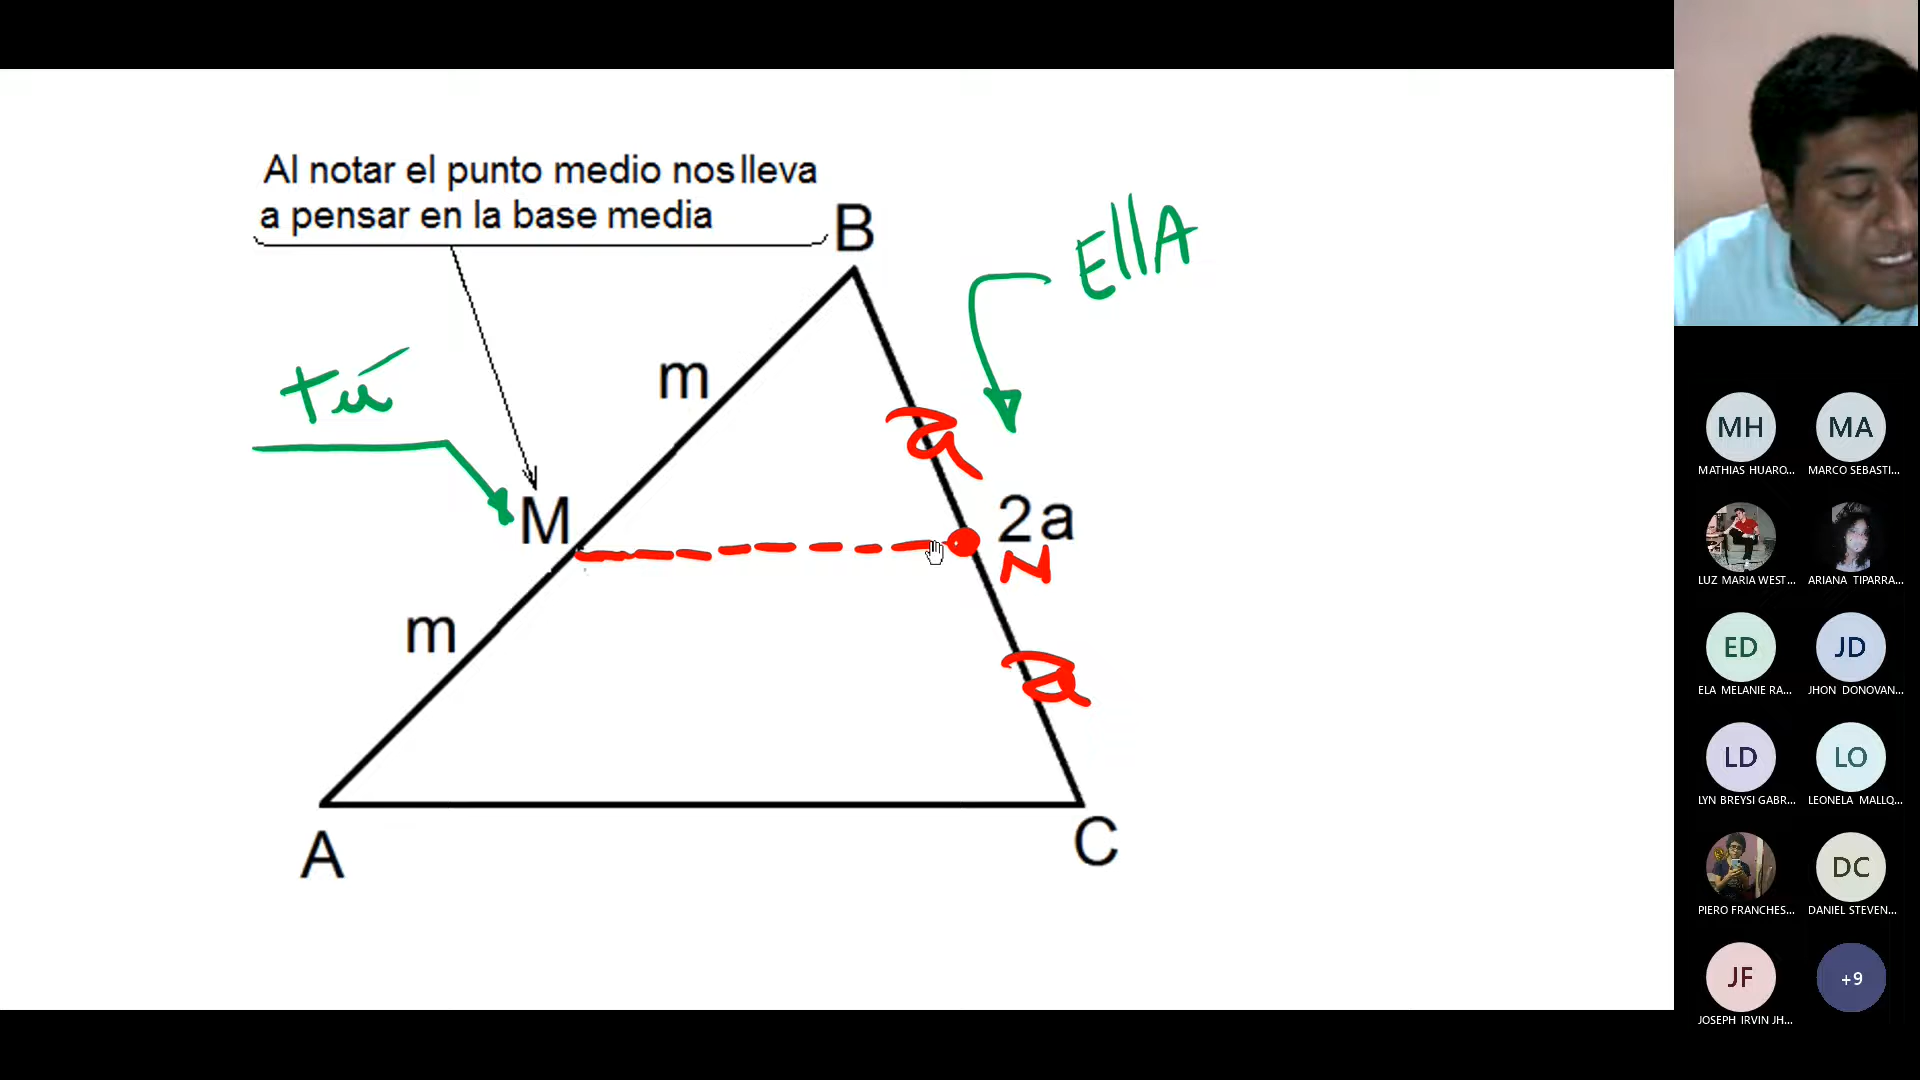 Al notar el punto medio nos lleva
a pensar en la base media
B
EllA
m
tú
a
M
2a
N
m
a
A
C
MH
MATHIAS HUARO...
MA
MARCO SEBASTI...
LUZ MARIA WEST...
ARIANA TIPARRA...
ED
ELA MELANIE RA...
JD
JHON DONOVAN...
LD
LYN BREYSI GABR...
LO
LEONELA MALLQ...
PIERO FRANCHES...
DC
DANIEL STEVEN...
JF
JOSEPH IRVIN JH...
+9